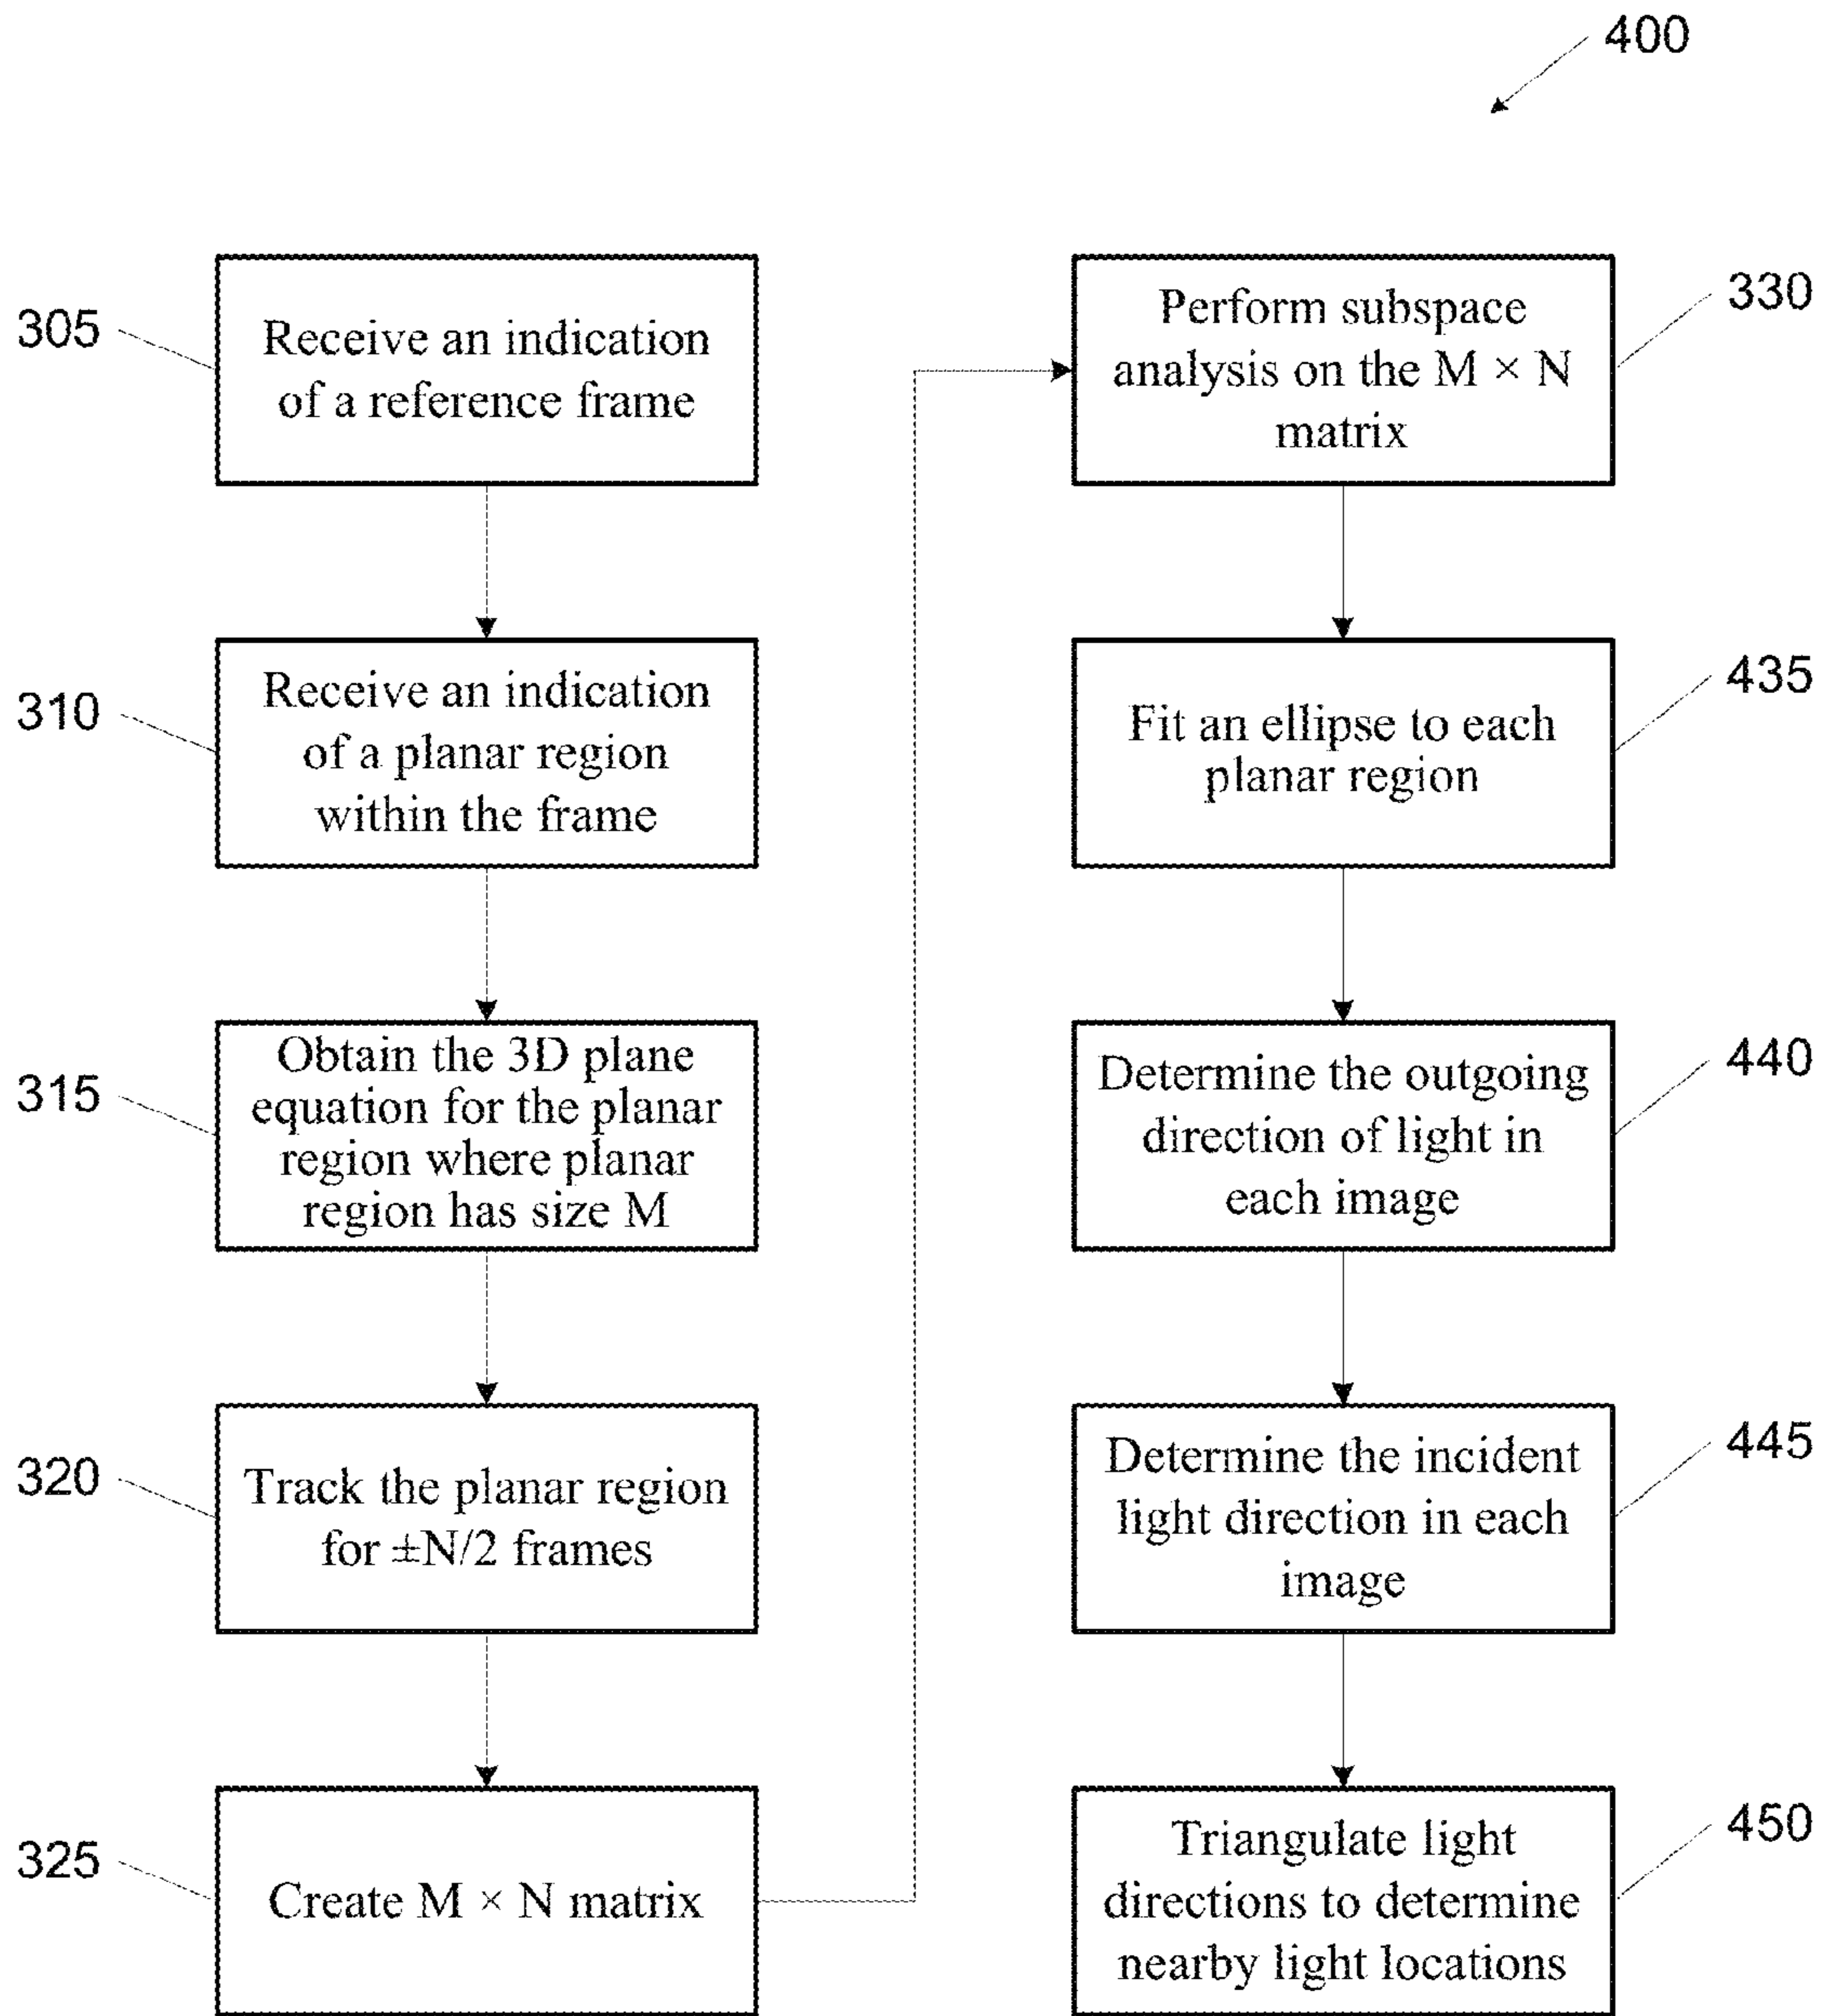 400
305
Receive an indication
of a reference frame
310
Receive an indication
of a planar region
within the frame
315
Obtain the 3D plane
equation for the planar
region where planar
region has size M
320
Track the planar region
for ±N/2 frames
325
Create M × N matrix
330
Perform subspace
analysis on the M × N
matrix
435
Fit an ellipse to each
planar region
440
Determine the outgoing
direction of light in
each image
445
Determine the incident
light direction in each
image
450
Triangulate light
directions to determine
nearby light locations